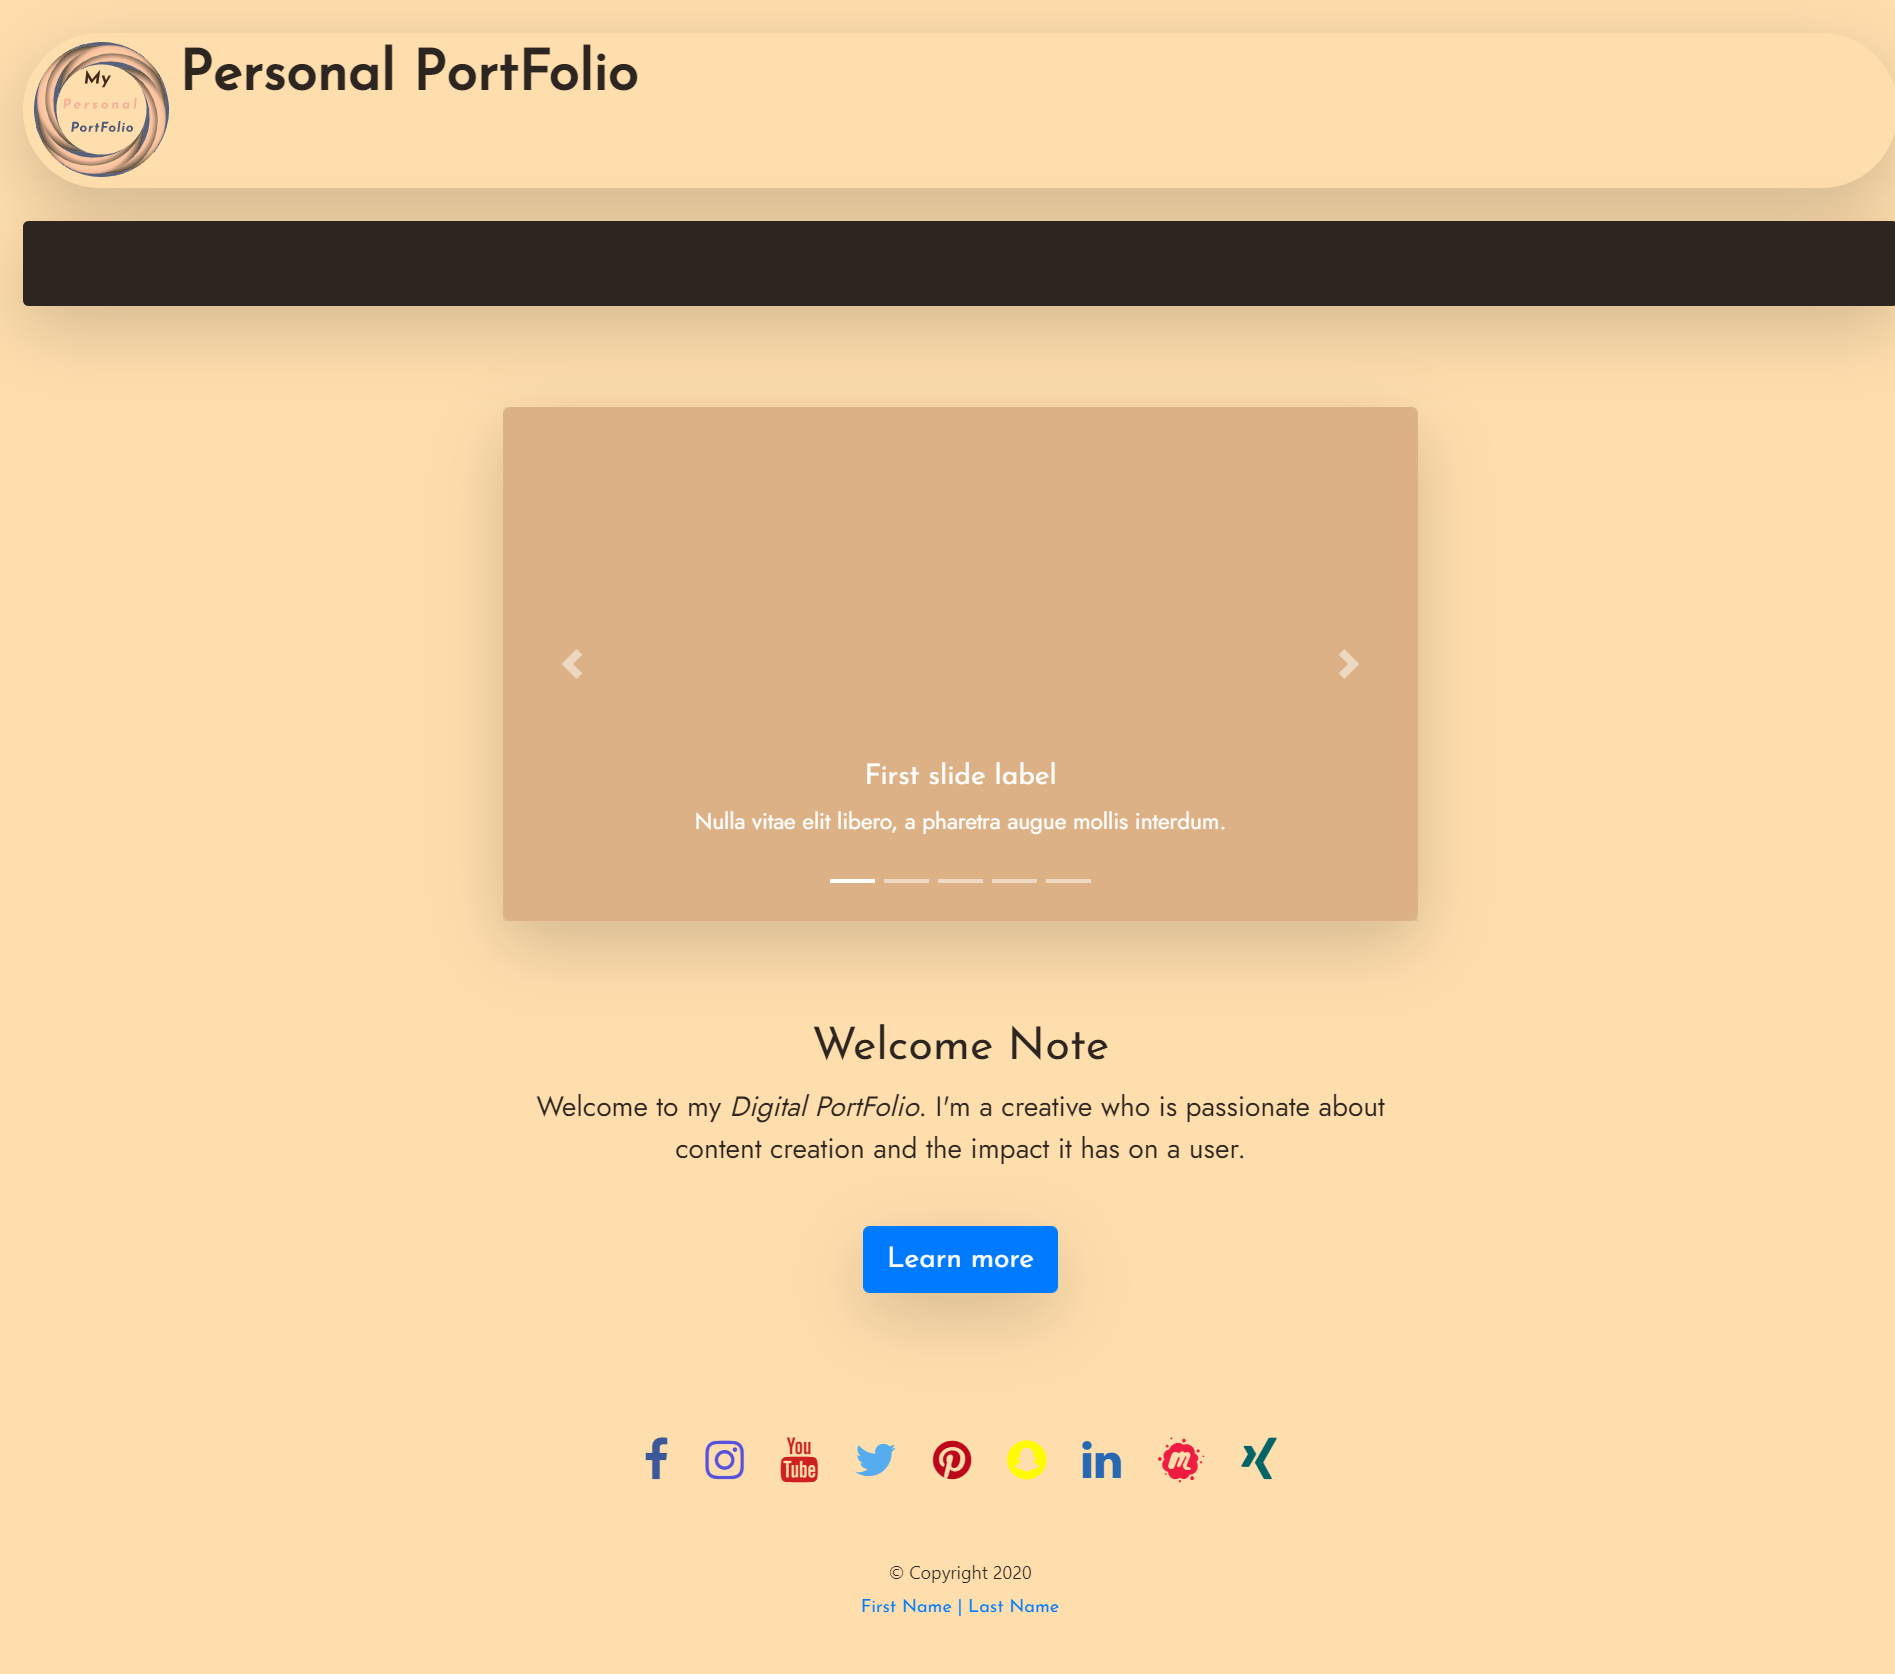 My
Personal
PortFolio
Personal PortFolio
First slide label
Nulla vitae elit libero, a pharetra augue mollis interdum.
Welcome Note
Welcome to my Digital PortFolio. I'm a creative who is passionate about
content creation and the impact it has on a user.
Learn more
You
Tube
in
m
© Copyright 2020
First Name | Last Name